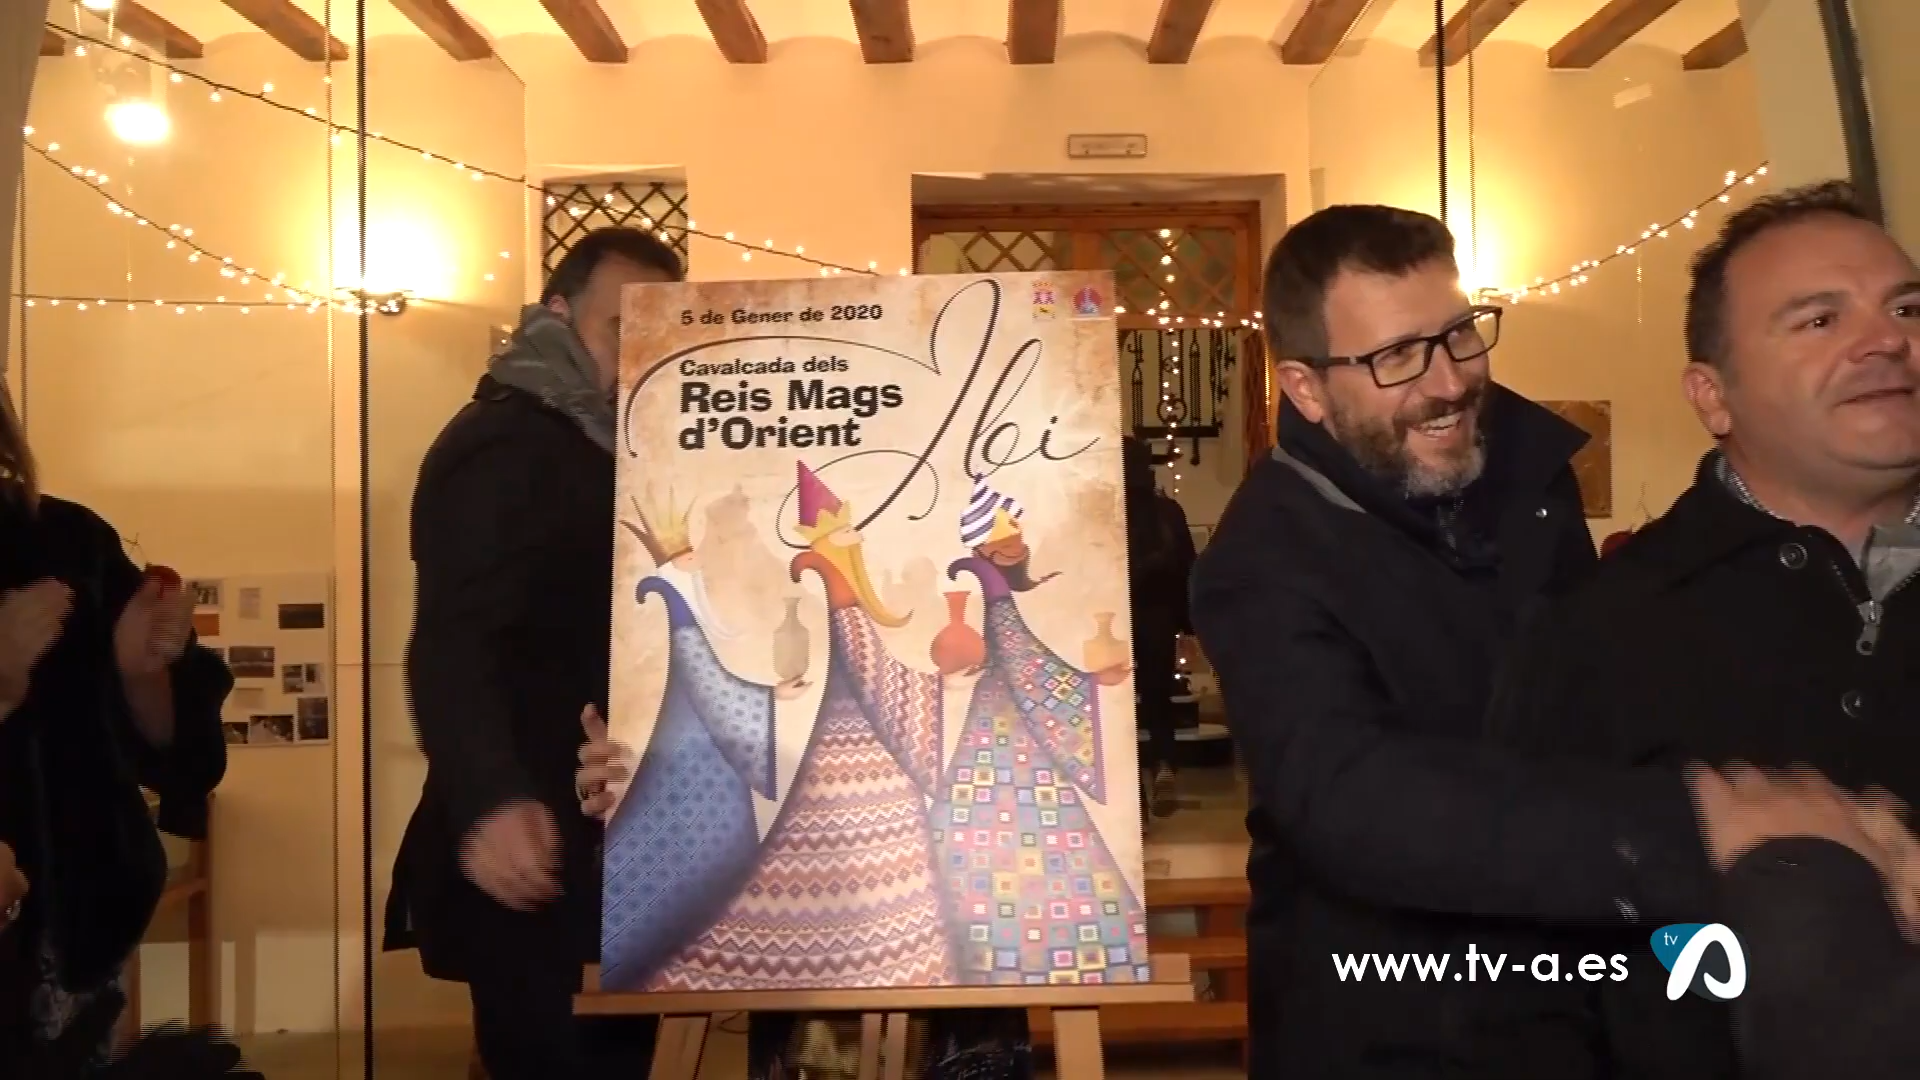 5 de Gener de 2020
Cavalcada dels
Reis Mags
d'Orient
Ibi
www.tv-a.es
tv